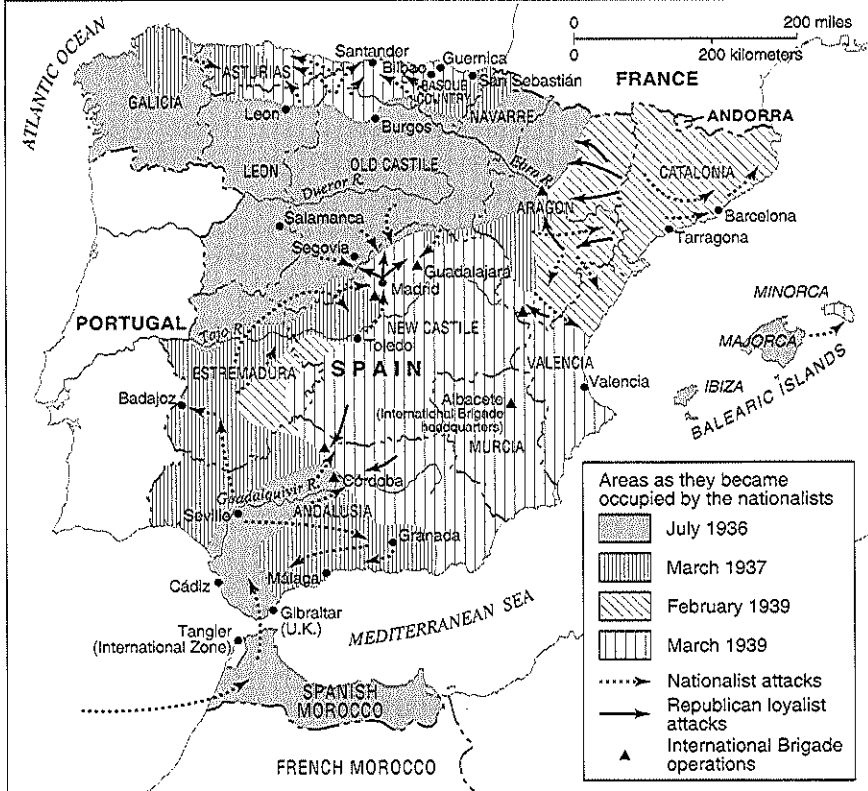 ATLANTIC OCEAN
0 200 miles
0 200 kilometers
Santander
Guernica
Bilbao
ASTURIAS
BASQUE
COUNTRY
San Sebastián
FRANCE
GALICIA
NAVARRE
ANDORRA
Leon
Burgos
CATALONIA
LEON
OLD CASTILE
Ebro R.
Dweror R.
ARAGON
Salamanca
Barcelona
Tarragona
Segovia
Guadalajara
Madrid
MINORCA
PORTUGAL
Tajo R.
NEW CASTILE
Toledo
MAJORCA
SPAIN
ESTREMADURA
VALENCIA
Valencia
IBIZA
BALEARIC ISLANDS
Badajoz
Albacete
(International Brigade
headquarters)
MURCIA
Córdoba
Guadalquivir R.
ANDALUSIA
Seville
Granada
Málaga
Cádiz
Gibraltar
(U.K.)
MEDITERRANEAN SEA
Tangier
(International Zone)
SPANISH
MOROCCO
FRENCH MOROCCO
Areas as they became
occupied by the nationalists
July 1936
March 1937
February 1939
March 1939
Nationalist attacks
Republican loyalist
attacks
International Brigade
operations